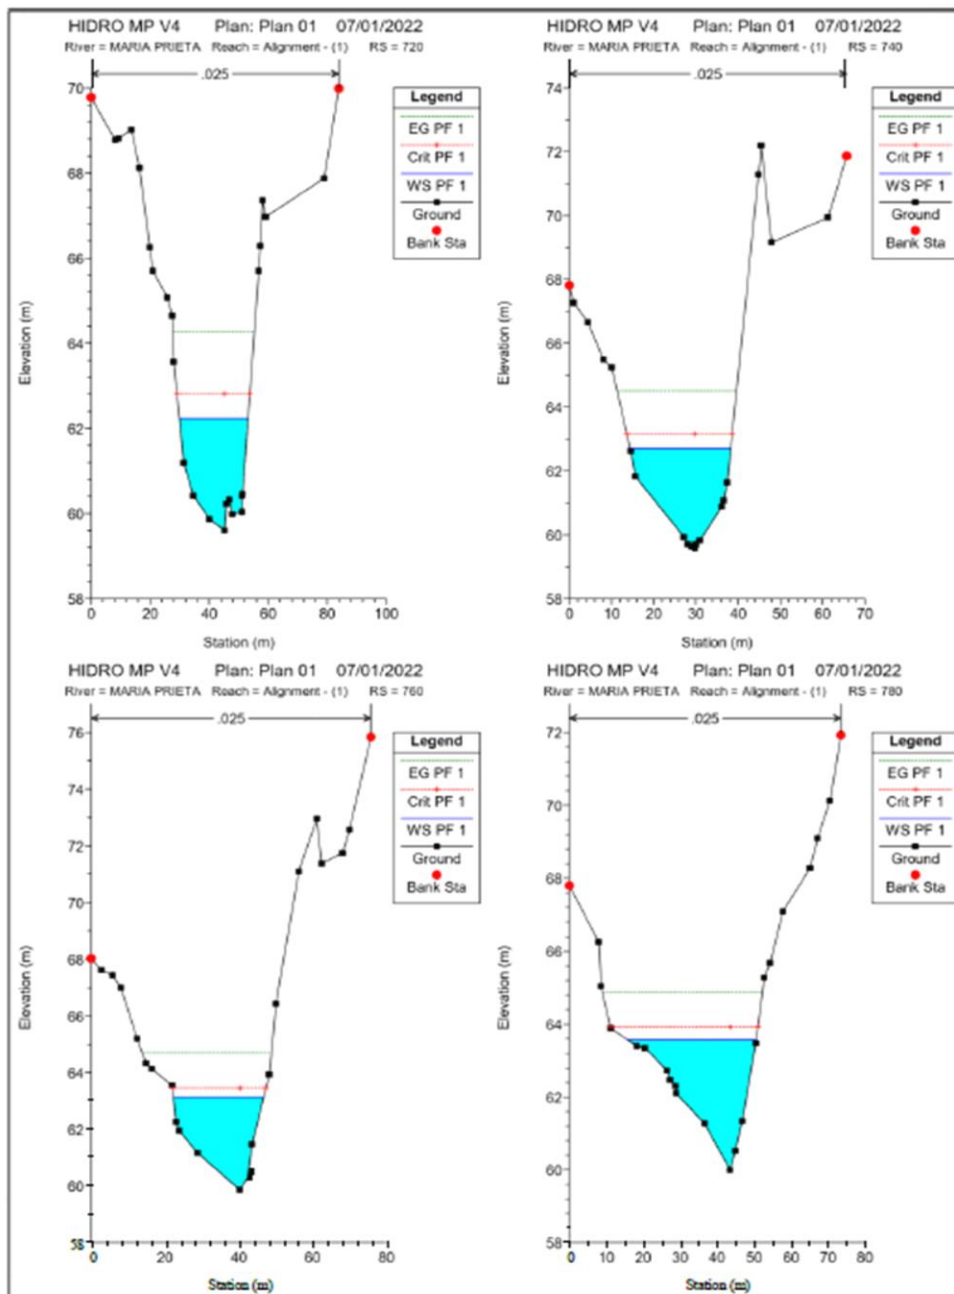 HIDRO MP V4 Plan: Plan 01 07/01/2022
River = MARIA PRIETA Reach = Alignment - (1) RS = 720
.025
Legend
EG PF 1
Crit PF 1
WS PF 1
Ground
Bank Sta
Elevation (m)
70
68
66
64
62
60
58
0 20 40 60 80 100
Station (m)
HIDRO MP V4 Plan: Plan 01 07/01/2022
River = MARIA PRIETA Reach = Alignment - (1) RS = 740
.025
Legend
EG PF 1
Crit PF 1
WS PF 1
Ground
Bank Sta
Elevation (m)
74
72
70
68
66
64
62
60
58
0 10 20 30 40 50 60 70
Station (m)
HIDRO MP V4 Plan: Plan 01 07/01/2022
River = MARIA PRIETA Reach = Alignment - (1) RS = 760
.025
Legend
EG PF 1
Crit PF 1
WS PF 1
Ground
Bank Sta
Elevation (m)
76
74
72
70
68
66
64
62
60
58
0 20 40 60 80
Station (m)
HIDRO MP V4 Plan: Plan 01 07/01/2022
River = MARIA PRIETA Reach = Alignment - (1) RS = 780
.025
Legend
EG PF 1
Crit PF 1
WS PF 1
Ground
Bank Sta
Elevation (m)
72
70
68
66
64
62
60
58
0 10 20 30 40 50 60 70 80
Station (m)